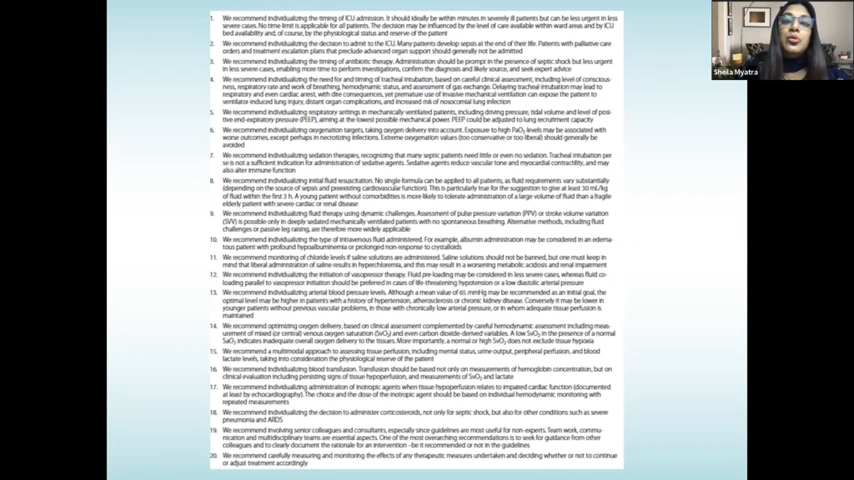 1. We recommend individualizing the timing of ICU admission. It should ideally be within minutes in severely ill patients but can be less urgent in less
severe cases. No time limit is applicable for all patients. The decision may be influenced by the level of care available within ward areas and by ICU
bed availability and, of course, by the physiological status and reserve of the patient
2. We recommend individualizing the decision to admit to the ICU. Many patients develop sepsis at the end of their life. Patients with palliative care
orders and treatment escalation plans that preclude advanced organ support should generally not be admitted
3. We recommend individualizing the timing of antibiotic therapy. Administration should be prompt in the presence of septic shock but less urgent
in less severe cases, enabling more time to perform investigations, confirm the diagnosis and likely source, and seek expert advice
4. We recommend individualizing the need for and timing of tracheal intubation, based on careful clinical assessment, including level of conscious-
ness, respiratory rate and work of breathing, hemodynamic status, and assessment of gas exchange. Delaying tracheal intubation may lead to
respiratory and even cardiac arrest, with dire consequences, yet premature use of invasive mechanical ventilation can expose the patient to
ventilator-induced lung injury, distant organ complications, and increased risk of nosocomial lung infection
5. We recommend individualizing respiratory settings in mechanically ventilated patients, including driving pressure, tidal volume and level of posi-
tive end-expiratory pressure (PEEP), aiming at the lowest possible mechanical power. PEEP could be adjusted to lung recruitment capacity
6. We recommend individualizing oxygenation targets, taking oxygen delivery into account. Exposure to high PaO2 levels may be associated with
worse outcomes, except perhaps in necrotizing infections. Extreme oxygenation values (too conservative or too liberal) should generally be
avoided
7. We recommend individualizing sedation therapies, recognizing that many septic patients need little or even no sedation. Tracheal intubation per
se is not a sufficient indication for administration of sedative agents. Sedative agents reduce vascular tone and myocardial contractility, and may
also alter immune function
8. We recommend individualizing initial fluid resuscitation. No single formula can be applied to all patients, as fluid requirements vary substantially
(depending on the source of sepsis and preexisting cardiovascular function). This is particularly true for the suggestion to give at least 30 mL/kg
of fluid within the first 3 h. A young patient without comorbidities is more likely to tolerate administration of a large volume of fluid than a fragile
elderly patient with severe cardiac or renal disease
9. We recommend individualizing fluid therapy using dynamic challenges. Assessment of pulse pressure variation (PPV) or stroke volume variation
(SVV) is possible only in deeply sedated mechanically ventilated patients with no spontaneous breathing. Alternative methods, including fluid
challenges or passive leg raising, are therefore more widely applicable
10. We recommend individualizing the type of intravenous fluid administered. For example, albumin administration may be considered in an edema-
tous patient with profound hypoalbuminemia or prolonged non-response to crystalloids
11. We recommend monitoring of chloride levels if saline solutions are administered. Saline solutions should not be banned, but one must keep in
mind that liberal administration of saline results in hyperchloremia, and this may result in a worsening metabolic acidosis and renal impairment
12. We recommend individualizing the initiation of vasopressor therapy. Fluid pre-loading may be considered in less severe cases, whereas fluid co-
loading parallel to vasopressor initiation should be preferred in cases of life-threatening hypotension or a low diastolic arterial pressure
13. We recommend individualizing arterial blood pressure levels. Although a mean value of 65 mmHg may be recommended as an initial goal, the
optimal level may be higher in patients with a history of hypertension, atherosclerosis or chronic kidney disease. Conversely it may be lower in
younger patients without previous vascular problems, in those with chronically low arterial pressure, or in whom adequate tissue perfusion is
maintained
14. We recommend optimizing oxygen delivery, based on clinical assessment complemented by careful hemodynamic assessment including meas-
urement of mixed (or central) venous oxygen saturation (SvO2) and even carbon dioxide-derived variables. A low SvO2 in the presence of a normal
SaO2 indicates inadequate overall oxygen delivery to the tissues. More importantly, a normal or high SvO2 does not exclude tissue hypoxia
15. We recommend a multimodal approach to assessing tissue perfusion, including mental status, urine output, peripheral perfusion, and blood
lactate levels, taking into consideration the physiological reserve of the patient
16. We recommend individualizing blood transfusion. Transfusion should be based not only on measurements of hemoglobin concentration, but on
clinical evaluation including persisting signs of tissue hypoperfusion, and measurements of SvO2 and lactate
17. We recommend individualizing administration of inotropic agents when tissue hypoperfusion relates to impaired cardiac function (documented
at least by echocardiography). The choice and the dose of the inotropic agent should be based on individual hemodynamic monitoring with
repeated measurements
18. We recommend individualizing the decision to administer corticosteroids, not only for septic shock, but also for other conditions such as severe
pneumonia and ARDS
19. We recommend involving senior colleagues and consultants, especially since guidelines are most useful for non-experts. Team work, commu-
nication and multidisciplinary teams are essential aspects. One of the most overarching recommendations is to seek for guidance from other
colleagues and to clearly document the rationale for an intervention –be it recommended or not in the guidelines
20. We recommend carefully measuring and monitoring the effects of any therapeutic measures undertaken and deciding whether or not to continue
or adjust treatment accordingly
Sheila Myatra